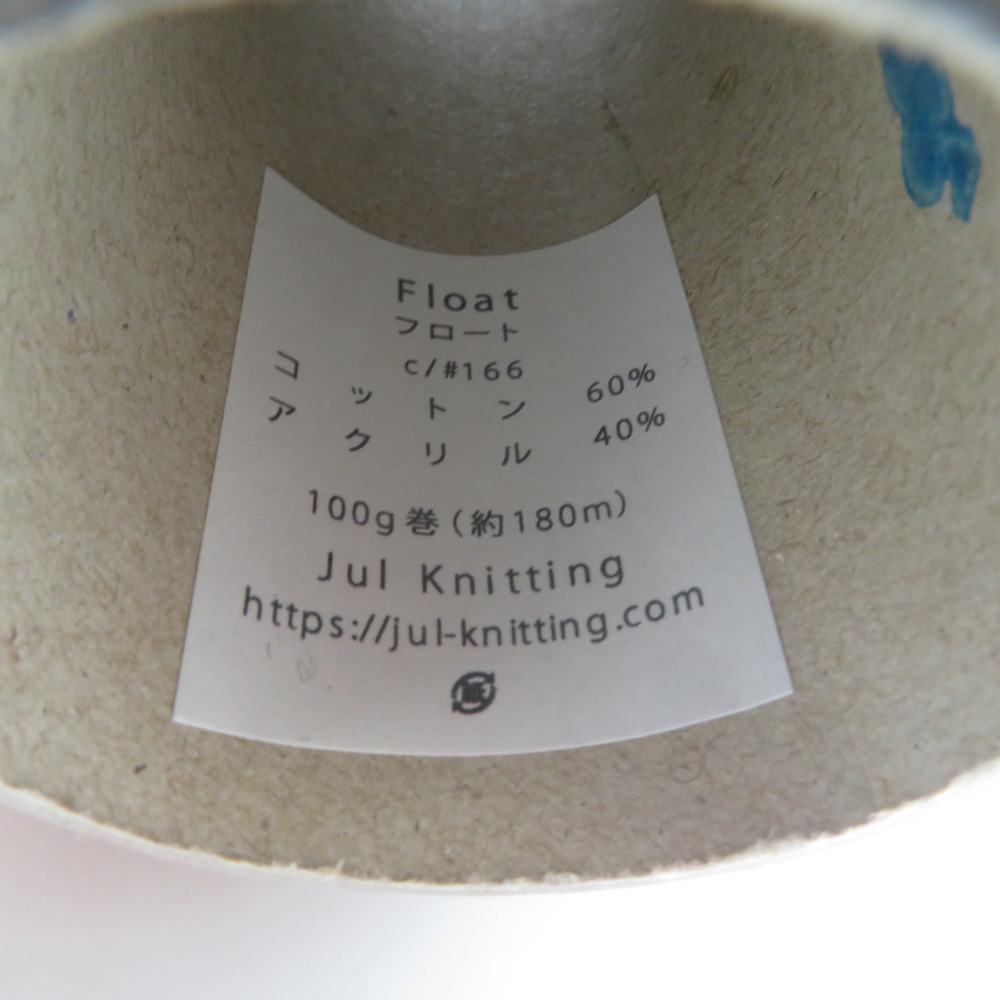 Float
フロート
c/#166
コットン 60%
アクリル 40%
100g巻(約180m)
Jul Knitting
https://jul-knitting.com
紙